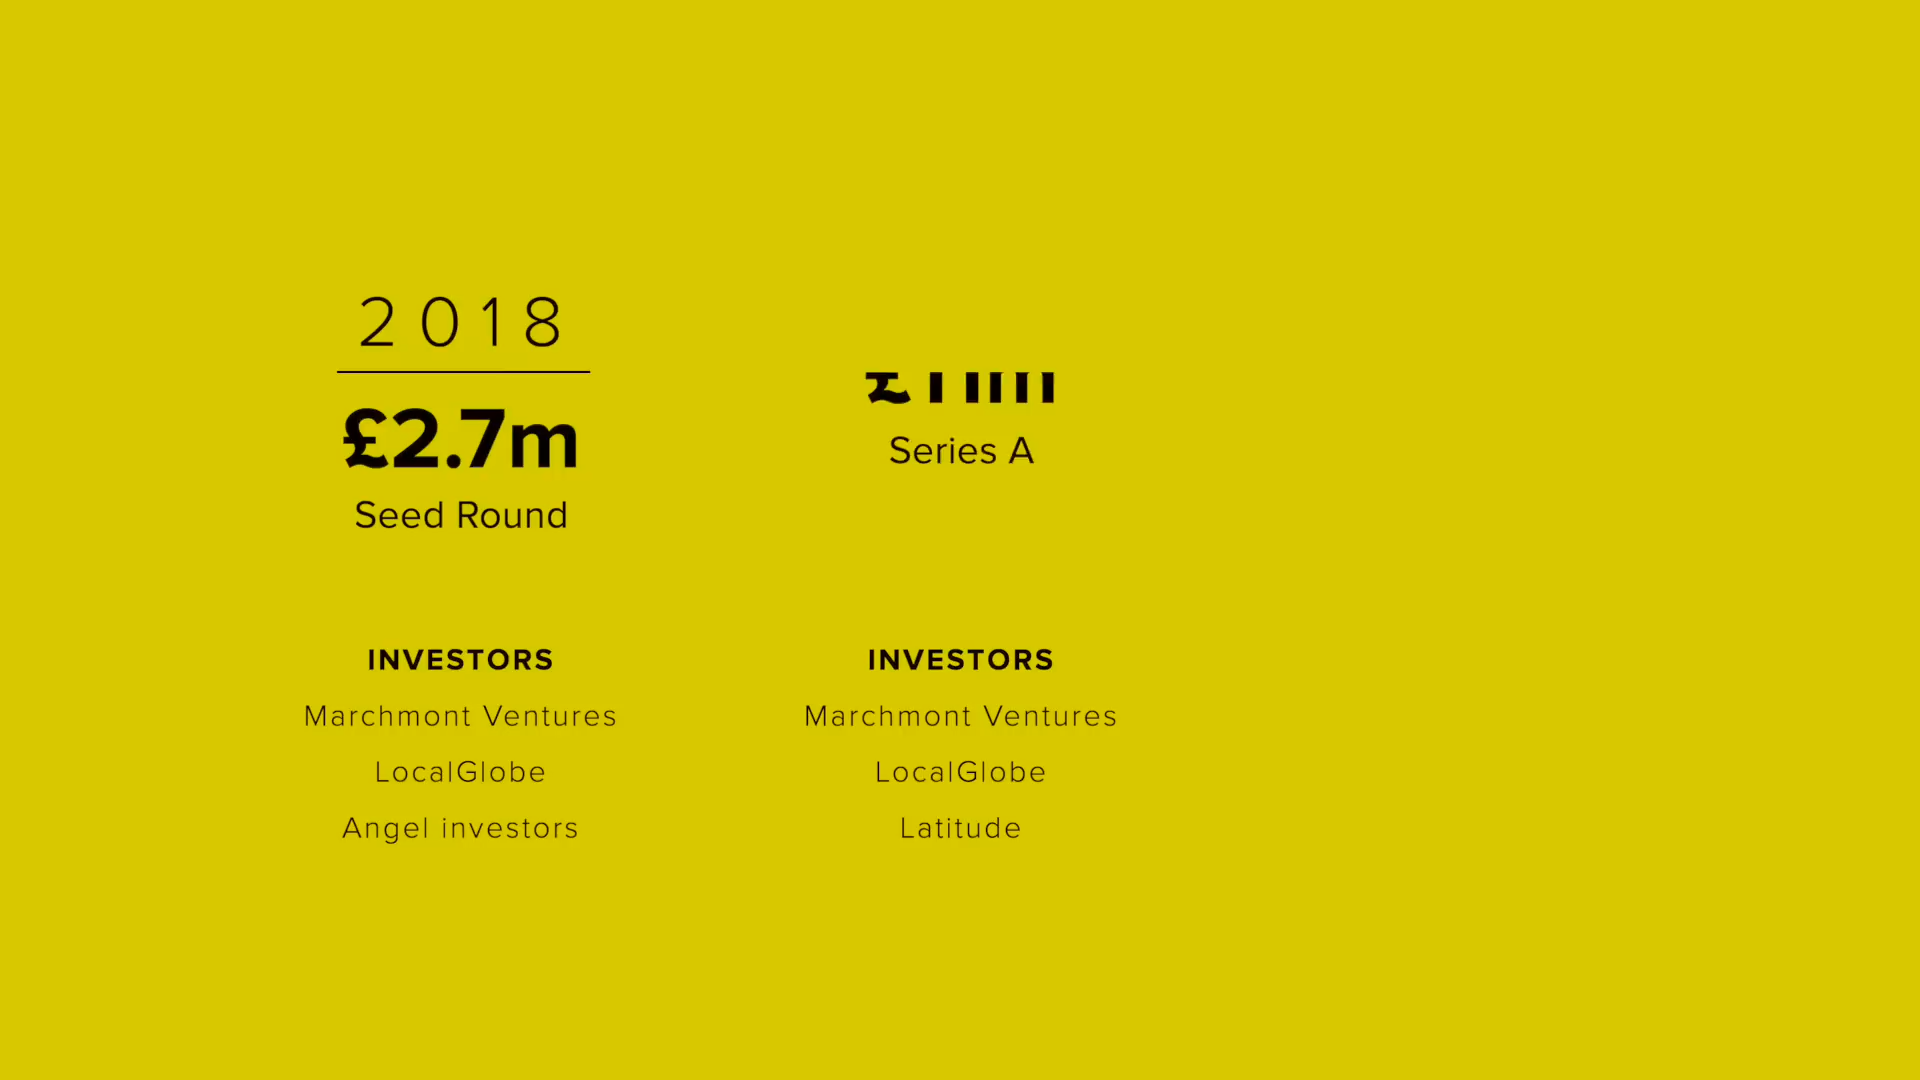 2018
£2.7m
Seed Round
INVESTORS
Marchmont Ventures
LocalGlobe
Angel investors
Series A
INVESTORS
Marchmont Ventures
LocalGlobe
Latitude